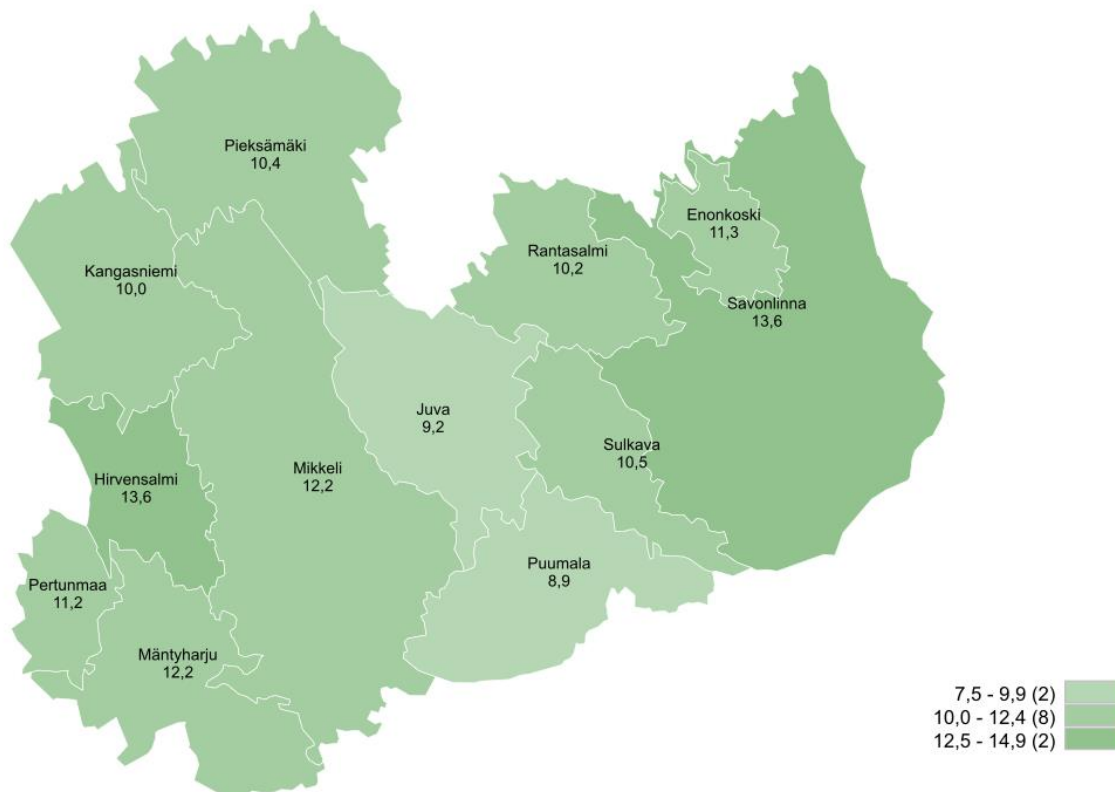 Pieksämäki
10,4
Enonkoski
11,3
Rantasalmi
10,2
Kangasniemi
10,0
Savonlinna
13,6
Juva
9,2
Sulkava
10,5
Mikkeli
12,2
Hirvensalmi
13,6
Puumala
8,9
Pertunmaa
11,2
Mäntyharju
12,2
7,5 - 9,9 (2)
10,0 - 12,4 (8)
12,5 - 14,9 (2)